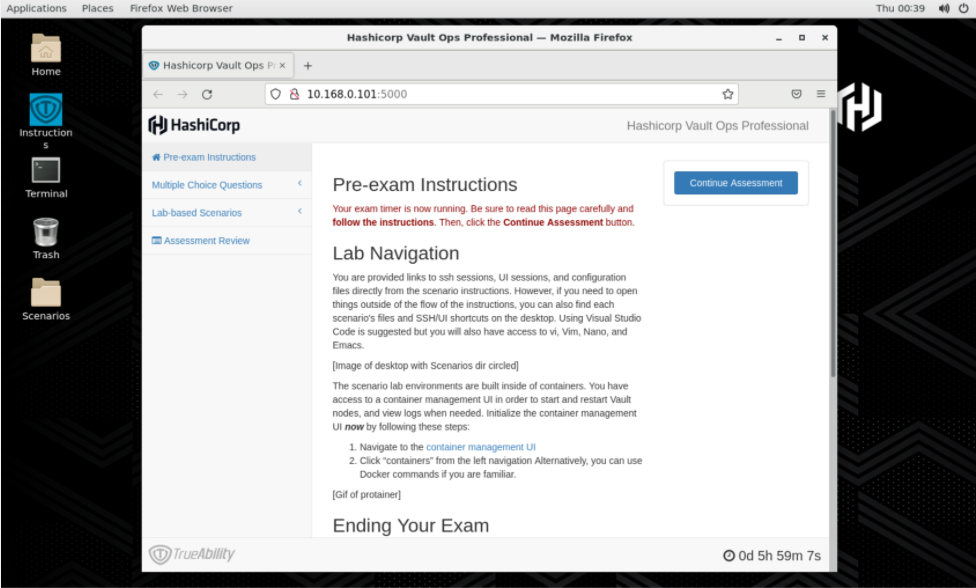 Applications Places Firefox Web Browser Thu 00:39
Hashicorp Vault Ops Professional — Mozilla Firefox
Hashicorp Vault Ops Pr
10.168.0.101:5000
Home
Instructions
Terminal
Trash
Scenarios
HashiCorp
Hashicorp Vault Ops Professional
Pre-exam Instructions
Multiple Choice Questions
Lab-based Scenarios
Assessment Review
Continue Assessment
Pre-exam Instructions
Your exam timer is now running. Be sure to read this page carefully and
follow the instructions. Then, click the Continue Assessment button.
Lab Navigation
You are provided links to ssh sessions, UI sessions, and configuration
files directly from the scenario instructions. However, if you need to open
things outside of the flow of the instructions, you can also find each
scenario's files and SSH/UI shortcuts on the desktop. Using Visual Studio
Code is suggested but you will also have access to vi, Vim, Nano, and
Emacs.
[Image of desktop with Scenarios dir circled]
The scenario lab environments are built inside of containers. You have
access to a container management UI in order to start and restart Vault
nodes, and view logs when needed. Initialize the container management
UI now by following these steps:
1. Navigate to the container management UI
2. Click “containers” from the left navigation Alternatively, you can use
Docker commands if you are familiar.
[Gif of protainer]
Ending Your Exam
TrueAbility
0d 5h 59m 7s